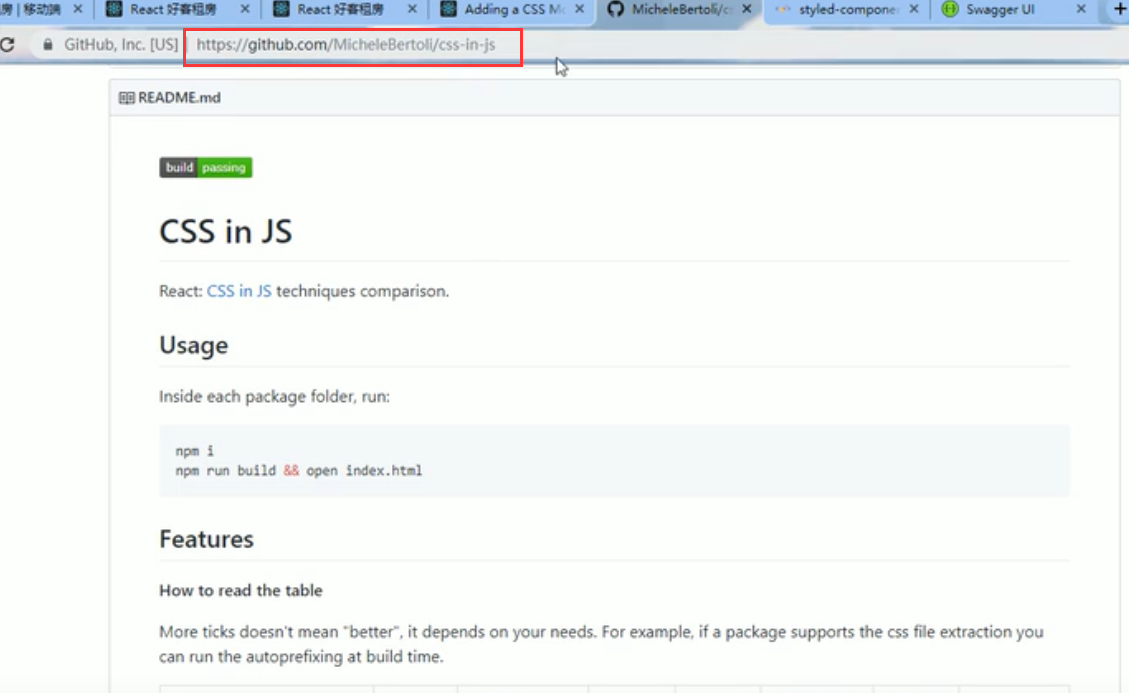 房 | 移动端
React 好客租房
React 好客租房
Adding a CSS Mo
MicheleBertoli/cs
styled-compone
Swagger UI
GitHub, Inc. [US]
https://github.com/MicheleBertoli/css-in-js
README.md
build passing
CSS in JS
React: CSS in JS techniques comparison.
Usage
Inside each package folder, run:
npm i
npm run build && open index.html
Features
How to read the table
More ticks doesn't mean "better", it depends on your needs. For example, if a package supports the css file extraction you
can run the autoprefixing at build time.